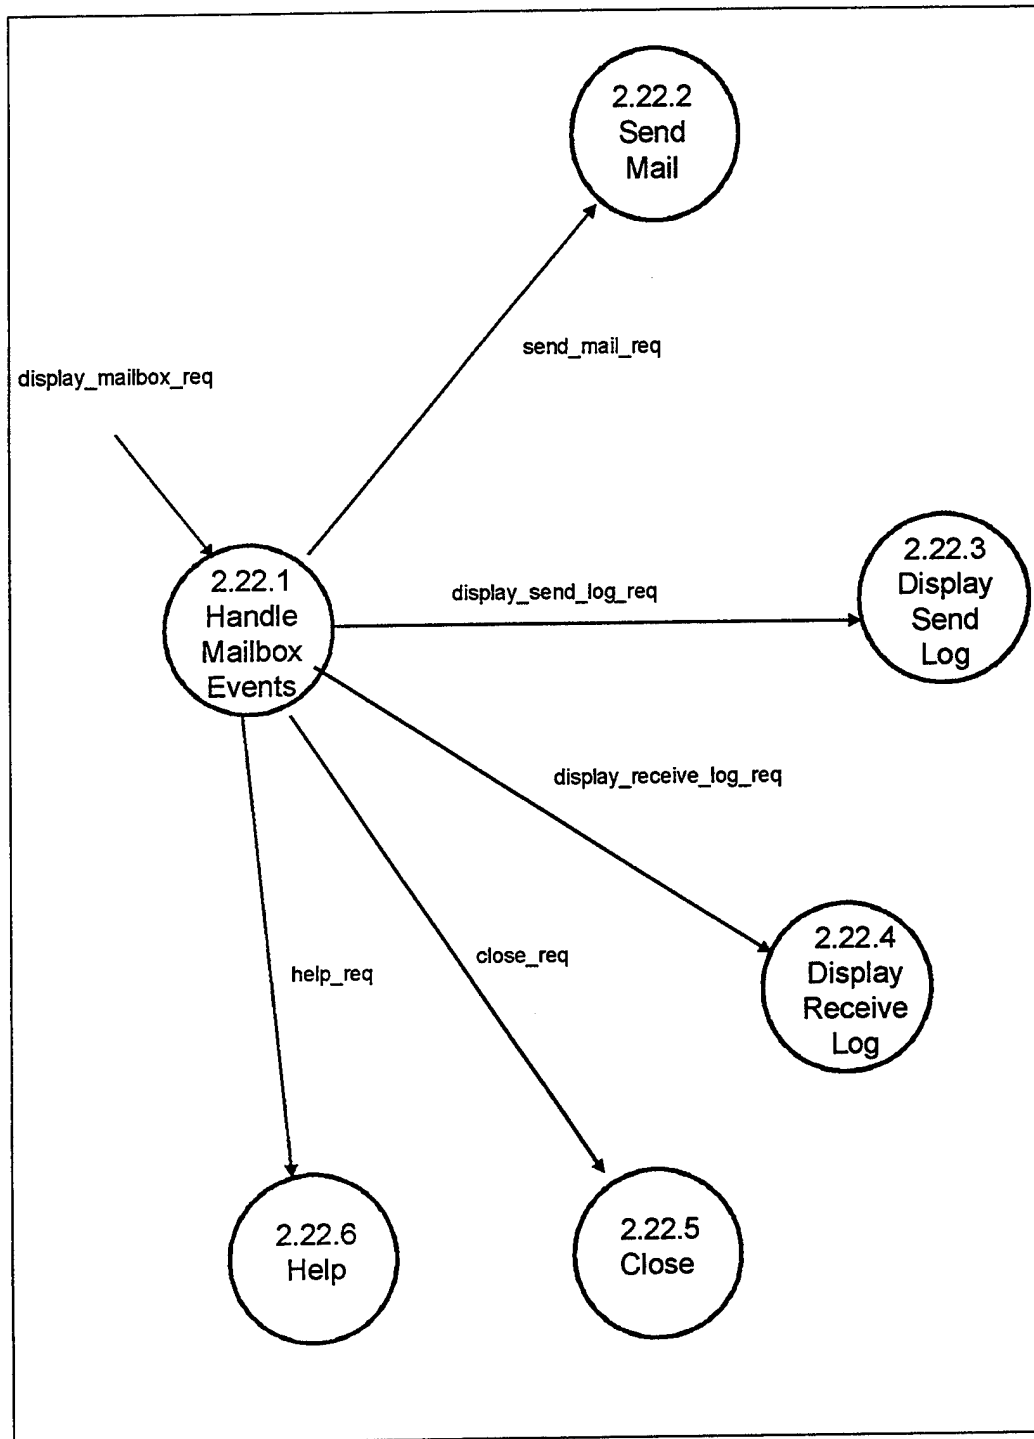 2.22.2
Send
Mail
send_mail_req
display_mailbox_req
2.22.1
Handle
Mailbox
Events
display_send_log_req
2.22.3
Display
Send
Log
display_receive_log_req
2.22.4
Display
Receive
Log
close_req
help_req
2.22.6
Help
2.22.5
Close